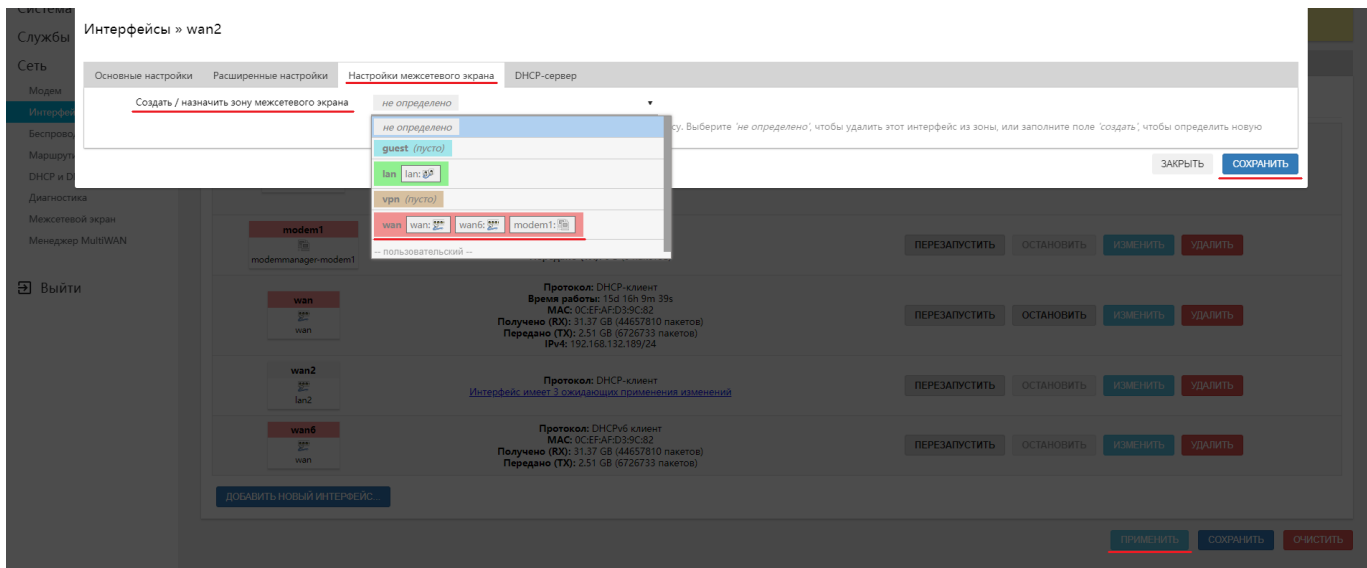 Система
Службы
Сеть
Модем
Интерфей
Беспрово
Маршрут
DHCP и D
Диагностика
Межсетевой экран
Менеджер MultiWAN
Выйти
Интерфейсы » wan2
Основные настройки Расширенные настройки Настройки межсетевого экрана DHCP-сервер
Создать / назначить зону межсетевого экрана не определено
не определено
guest (пусто)
lan lan:
vpn (пусто)
wan wan: wan6: modem1:
-- пользовательский --
су. Выберите 'не определено', чтобы удалить этот интерфейс из зоны, или заполните поле 'создать', чтобы определить новую
ЗАКРЫТЬ СОХРАНИТЬ
modem1
modemmanager-modem1
ПЕРЕЗАПУСТИТЬ ОСТАНОВИТЬ ИЗМЕНИТЬ УДАЛИТЬ
wan
wan
Протокол: DHCP-клиент
Время работы: 15d 16h 9m 39s
MAC: 0C:EF:AF:D3:9C:82
Получено (RX): 31.37 GB (44657810 пакетов)
Передано (TX): 2.51 GB (6726733 пакетов)
IPv4: 192.168.132.189/24
ПЕРЕЗАПУСТИТЬ ОСТАНОВИТЬ ИЗМЕНИТЬ УДАЛИТЬ
wan2
lan2
Протокол: DHCP-клиент
Интерфейс имеет 3 ожидающих применения изменений
ПЕРЕЗАПУСТИТЬ ОСТАНОВИТЬ ИЗМЕНИТЬ УДАЛИТЬ
wan6
wan
Протокол: DHCPv6 клиент
MAC: 0C:EF:AF:D3:9C:82
Получено (RX): 31.37 GB (44657810 пакетов)
Передано (TX): 2.51 GB (6726733 пакетов)
ПЕРЕЗАПУСТИТЬ ОСТАНОВИТЬ ИЗМЕНИТЬ УДАЛИТЬ
ДОБАВИТЬ НОВЫЙ ИНТЕРФЕЙС...
ПРИМЕНИТЬ СОХРАНИТЬ ОЧИСТИТЬ